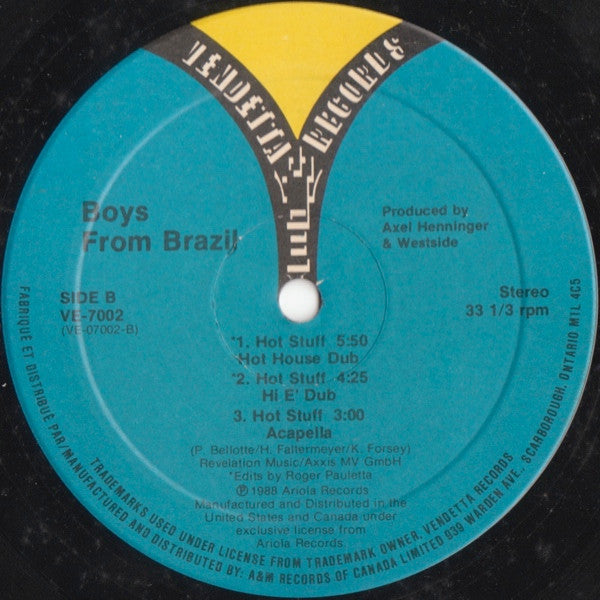 VENDETTA RECORDS
Boys
From Brazil
Produced by
Axel Henninger
& Westside
SIDE B
VE-7002
(VE-07002-B)
Stereo
33 1/3 rpm
*1. Hot Stuff 5:50
Hot House Dub
*2. Hot Stuff 4:25
Hi E' Dub
3. Hot Stuff 3:00
Acapella
(P. Bellotte/H. Faltermeyer/K. Forsey)
Revelation Music/Axxis MV GmbH
*Edits by Roger Pauletta
℗ 1988 Ariola Records
Manufactured and Distributed in the
United States and Canada under
exclusive license from
Ariola Records.
TRADEMARKS USED UNDER LICENSE FROM TRADEMARK OWNER, VENDETTA RECORDS
FABRIQUÉ ET DISTRIBUÉ PAR/MANUFACTURED AND DISTRIBUTED BY: A&M RECORDS OF CANADA LIMITED 939 WARDEN AVE., SCARBOROUGH, ONTARIO M1L 4C5